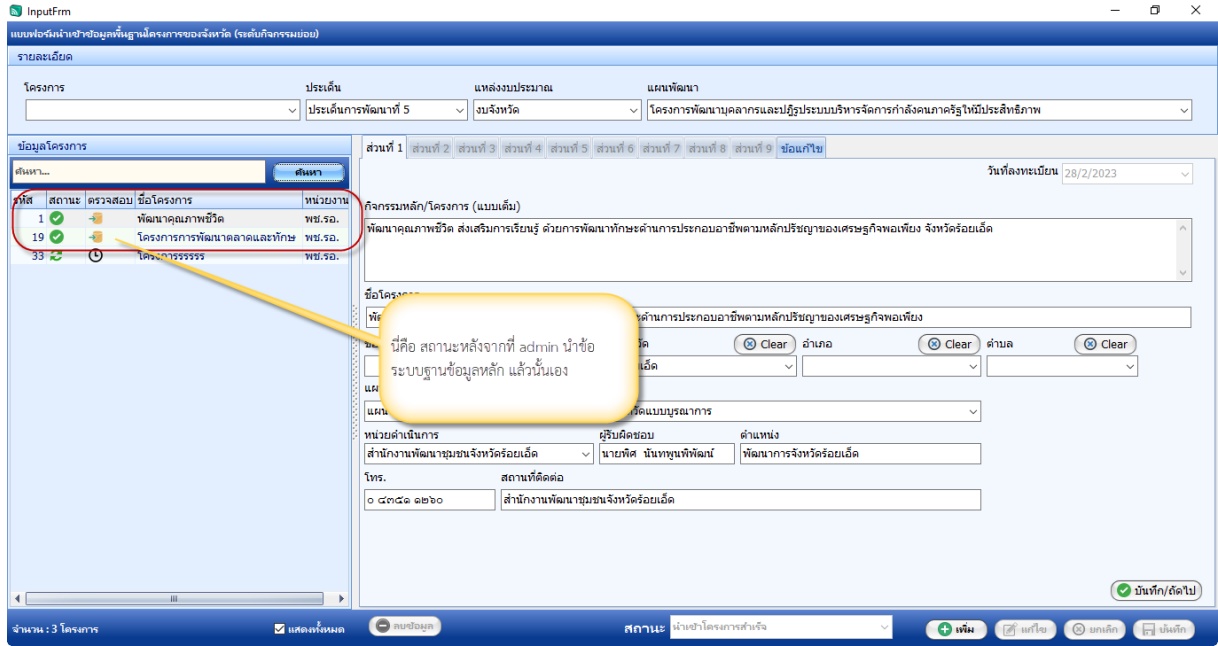 InputFrm
แบบฟอร์มนำเข้าข้อมูลพื้นฐานโครงการของจังหวัด (ระดับกิจกรรมย่อย)
รายละเอียด
โครงการ ประเด็น แหล่งงบประมาณ แผนพัฒนา
ประเด็นการพัฒนาที่ 5 งบจังหวัด โครงการพัฒนาบุคลากรและปฎิรูประบบบริหารจัดการกำลังคนภาครัฐให้มีประสิทธิภาพ
ข้อมูลโครงการ
ค้นหา... ค้นหา
รหัส สถานะ ตรวจสอบ ชื่อโครงการ หน่วยงาน
1 พัฒนาคุณภาพชีวิต พช.รอ.
19 โครงการการพัฒนาตลาดและทักษ พช.รอ.
33 โครงการรรรรร พช.รอ.
ส่วนที่ 1 ส่วนที่ 2 ส่วนที่ 3 ส่วนที่ 4 ส่วนที่ 5 ส่วนที่ 6 ส่วนที่ 7 ส่วนที่ 8 ส่วนที่ 9 ข้อแก้ไข
วันที่ลงทะเบียน 28/2/2023
กิจกรรมหลัก/โครงการ (แบบเต็ม)
พัฒนาคุณภาพชีวิต ส่งเสริมการเรียนรู้ ด้วยการพัฒนาทักษะด้านการประกอบอาชีพตามหลักปรัชญาของเศรษฐกิจพอเพียง จังหวัดร้อยเอ็ด
ชื่อโครงการ
ะด้านการประกอบอาชีพตามหลักปรัชญาของเศรษฐกิจพอเพียง
นี่คือ สถานะหลังจากที่ admin นำข้อ
ระบบฐานข้อมูลหลัก แล้วนั้นเอง
Clear อำเภอ Clear ตำบล Clear
เอ็ด
วัดแบบบูรณาการ
หน่วยดำเนินการ ผู้รับผิดชอบ ตำแหน่ง
สำนักงานพัฒนาชุมชนจังหวัดร้อยเอ็ด นายพิศ นันทพูนพิพัฒน์ พัฒนาการจังหวัดร้อยเอ็ด
โทร. สถานที่ติดต่อ
๐ ๔๓๕๑ ๑๒๖๐ สำนักงานพัฒนาชุมชนจังหวัดร้อยเอ็ด
บันทึก/ถัดไป
จำนวน : 3 โครงการ แสดงทั้งหมด ลบข้อมูล สถานะ นำเข้าโครงการสำเร็จ เพิ่ม แก้ไข ยกเลิก บันทึก